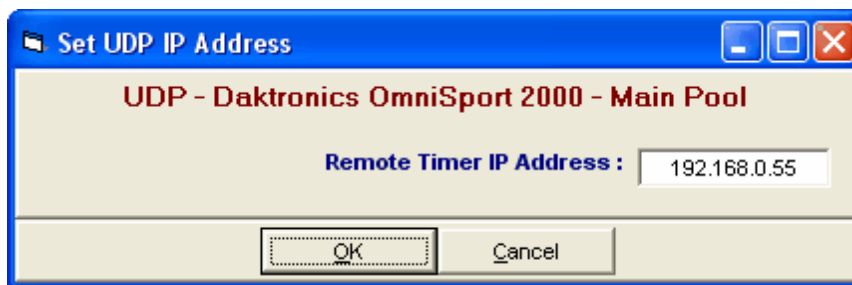 Set UDP IP Address
UDP - Daktronics OmniSport 2000 - Main Pool
Remote Timer IP Address : 192.168.0.55
OK Cancel